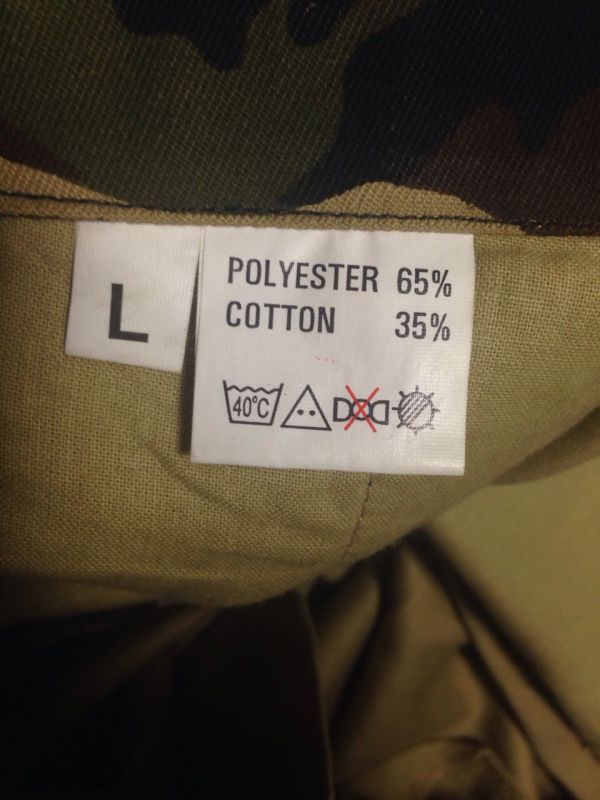 L
POLYESTER 65%
COTTON 35%
40°C